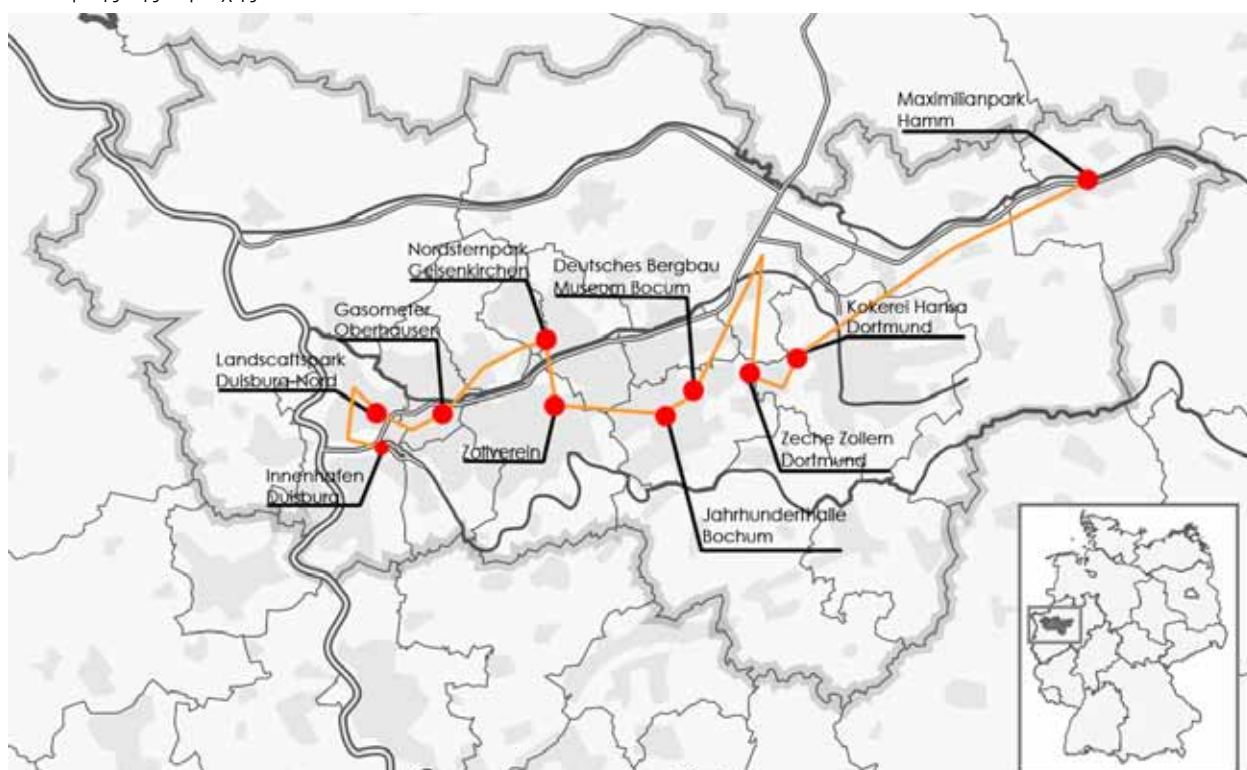 Maximilianpark
Hamm
Nordsternpark
Gelsenkirchen
Deutsches Bergbau
Museum Bocum
Gasometer
Oberhausen
Kokerei Hansa
Dortmund
Landscaftspark
Duisburg-Nord
Zollverein
Zeche Zollern
Dortmund
Innenhafen
Duisburg
Jahrhunderthalle
Bochum